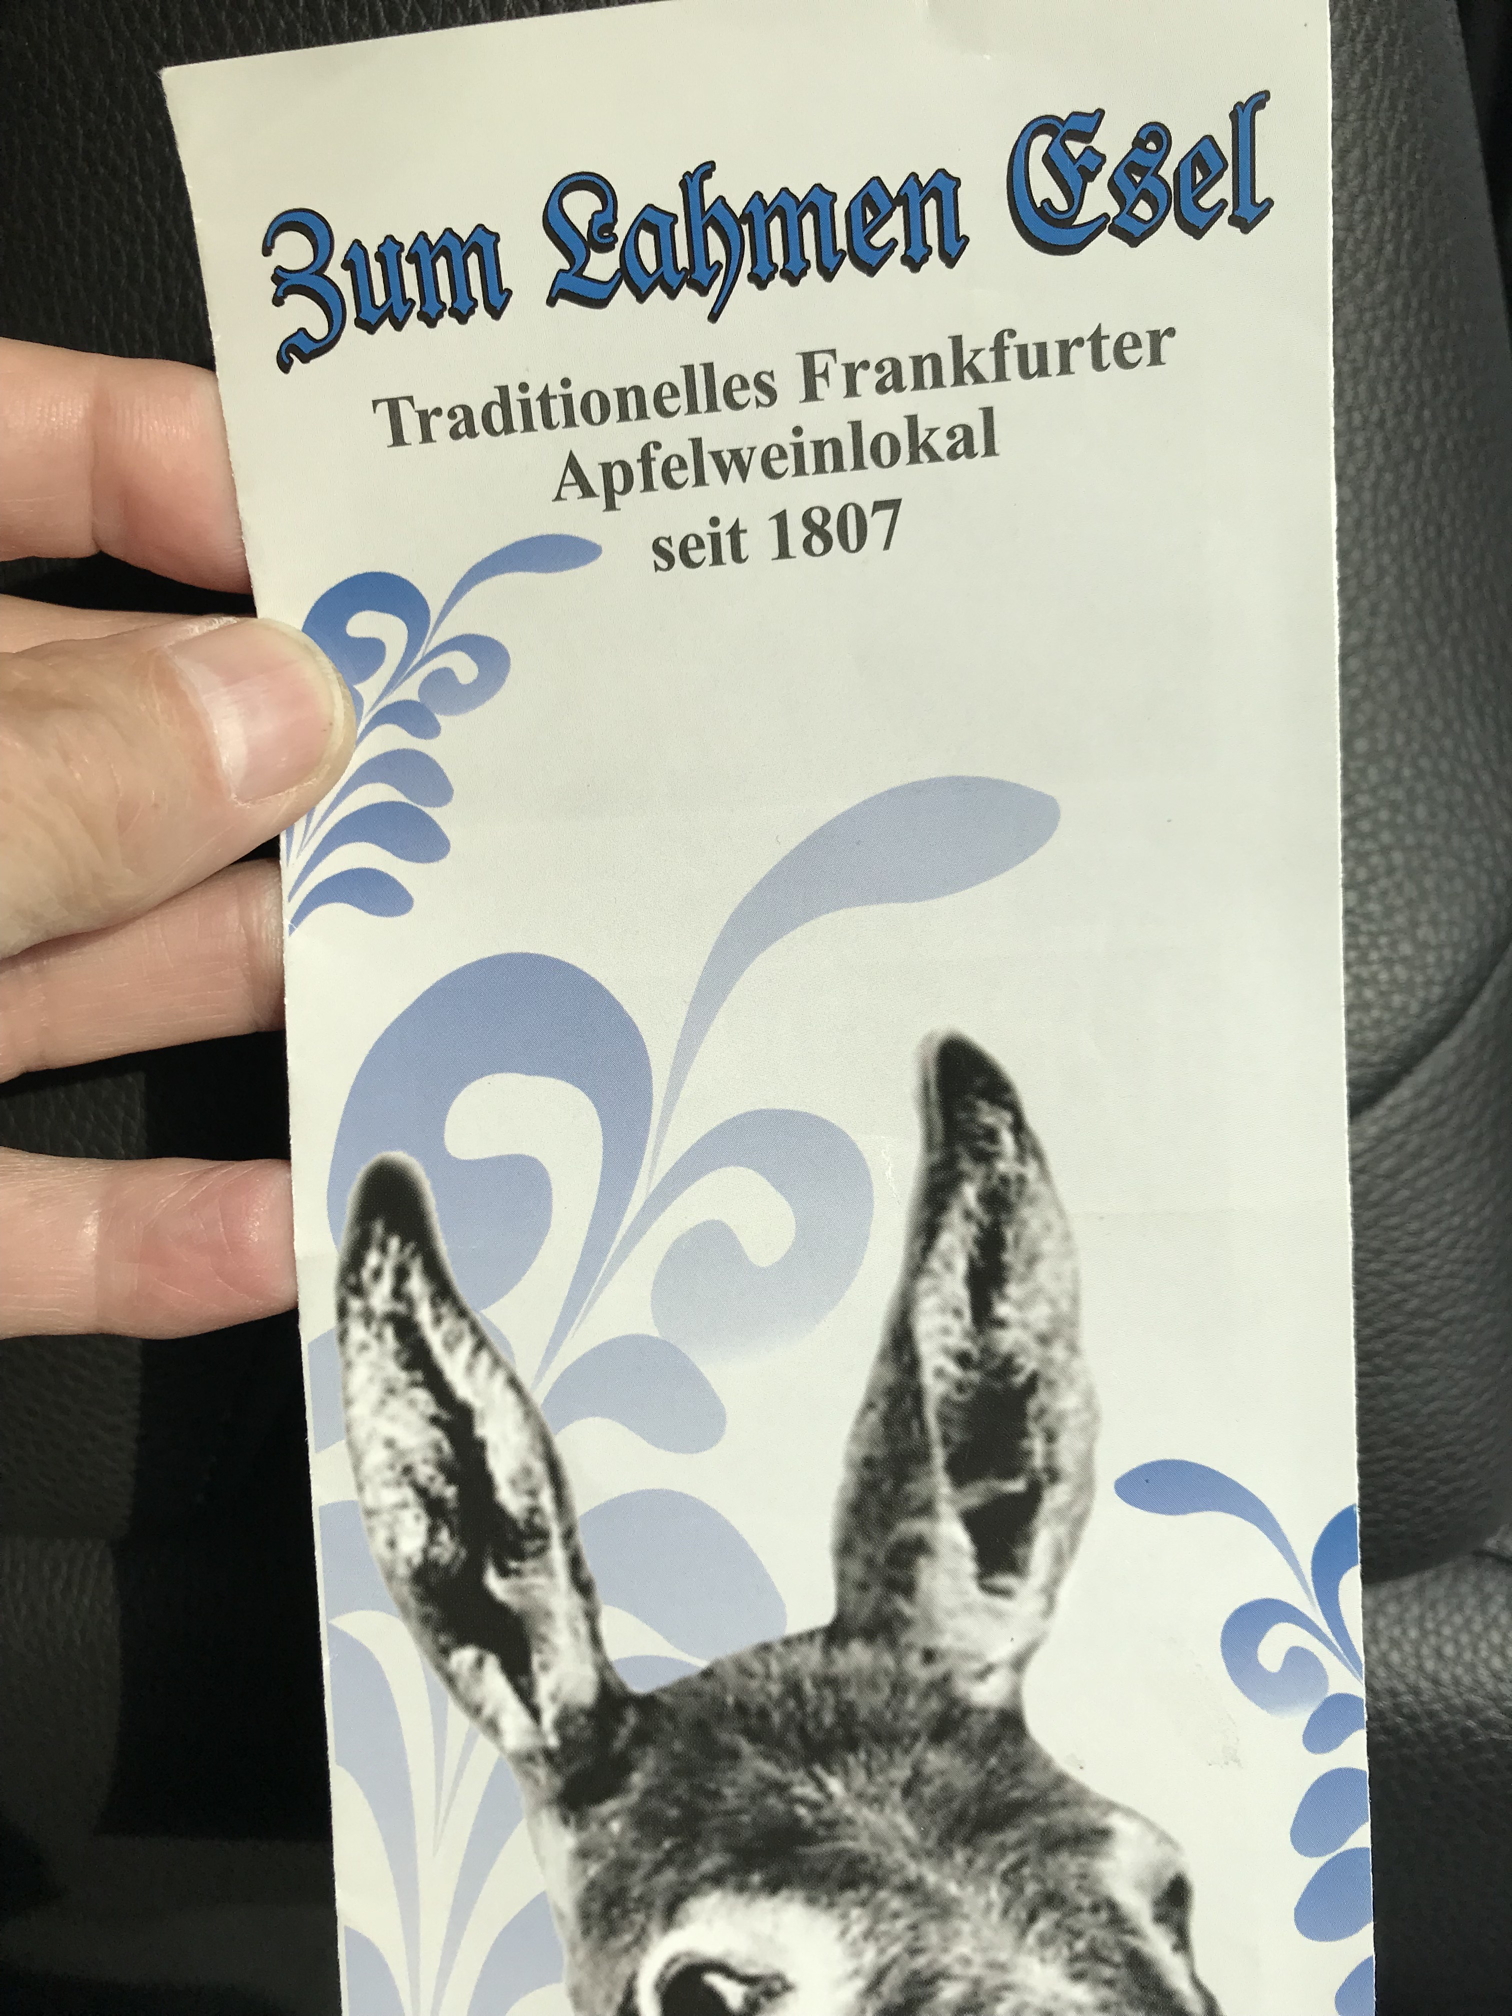 Zum Lahmen Esel
Traditionelles Frankfurter
Apfelweinlokal
seit 1807